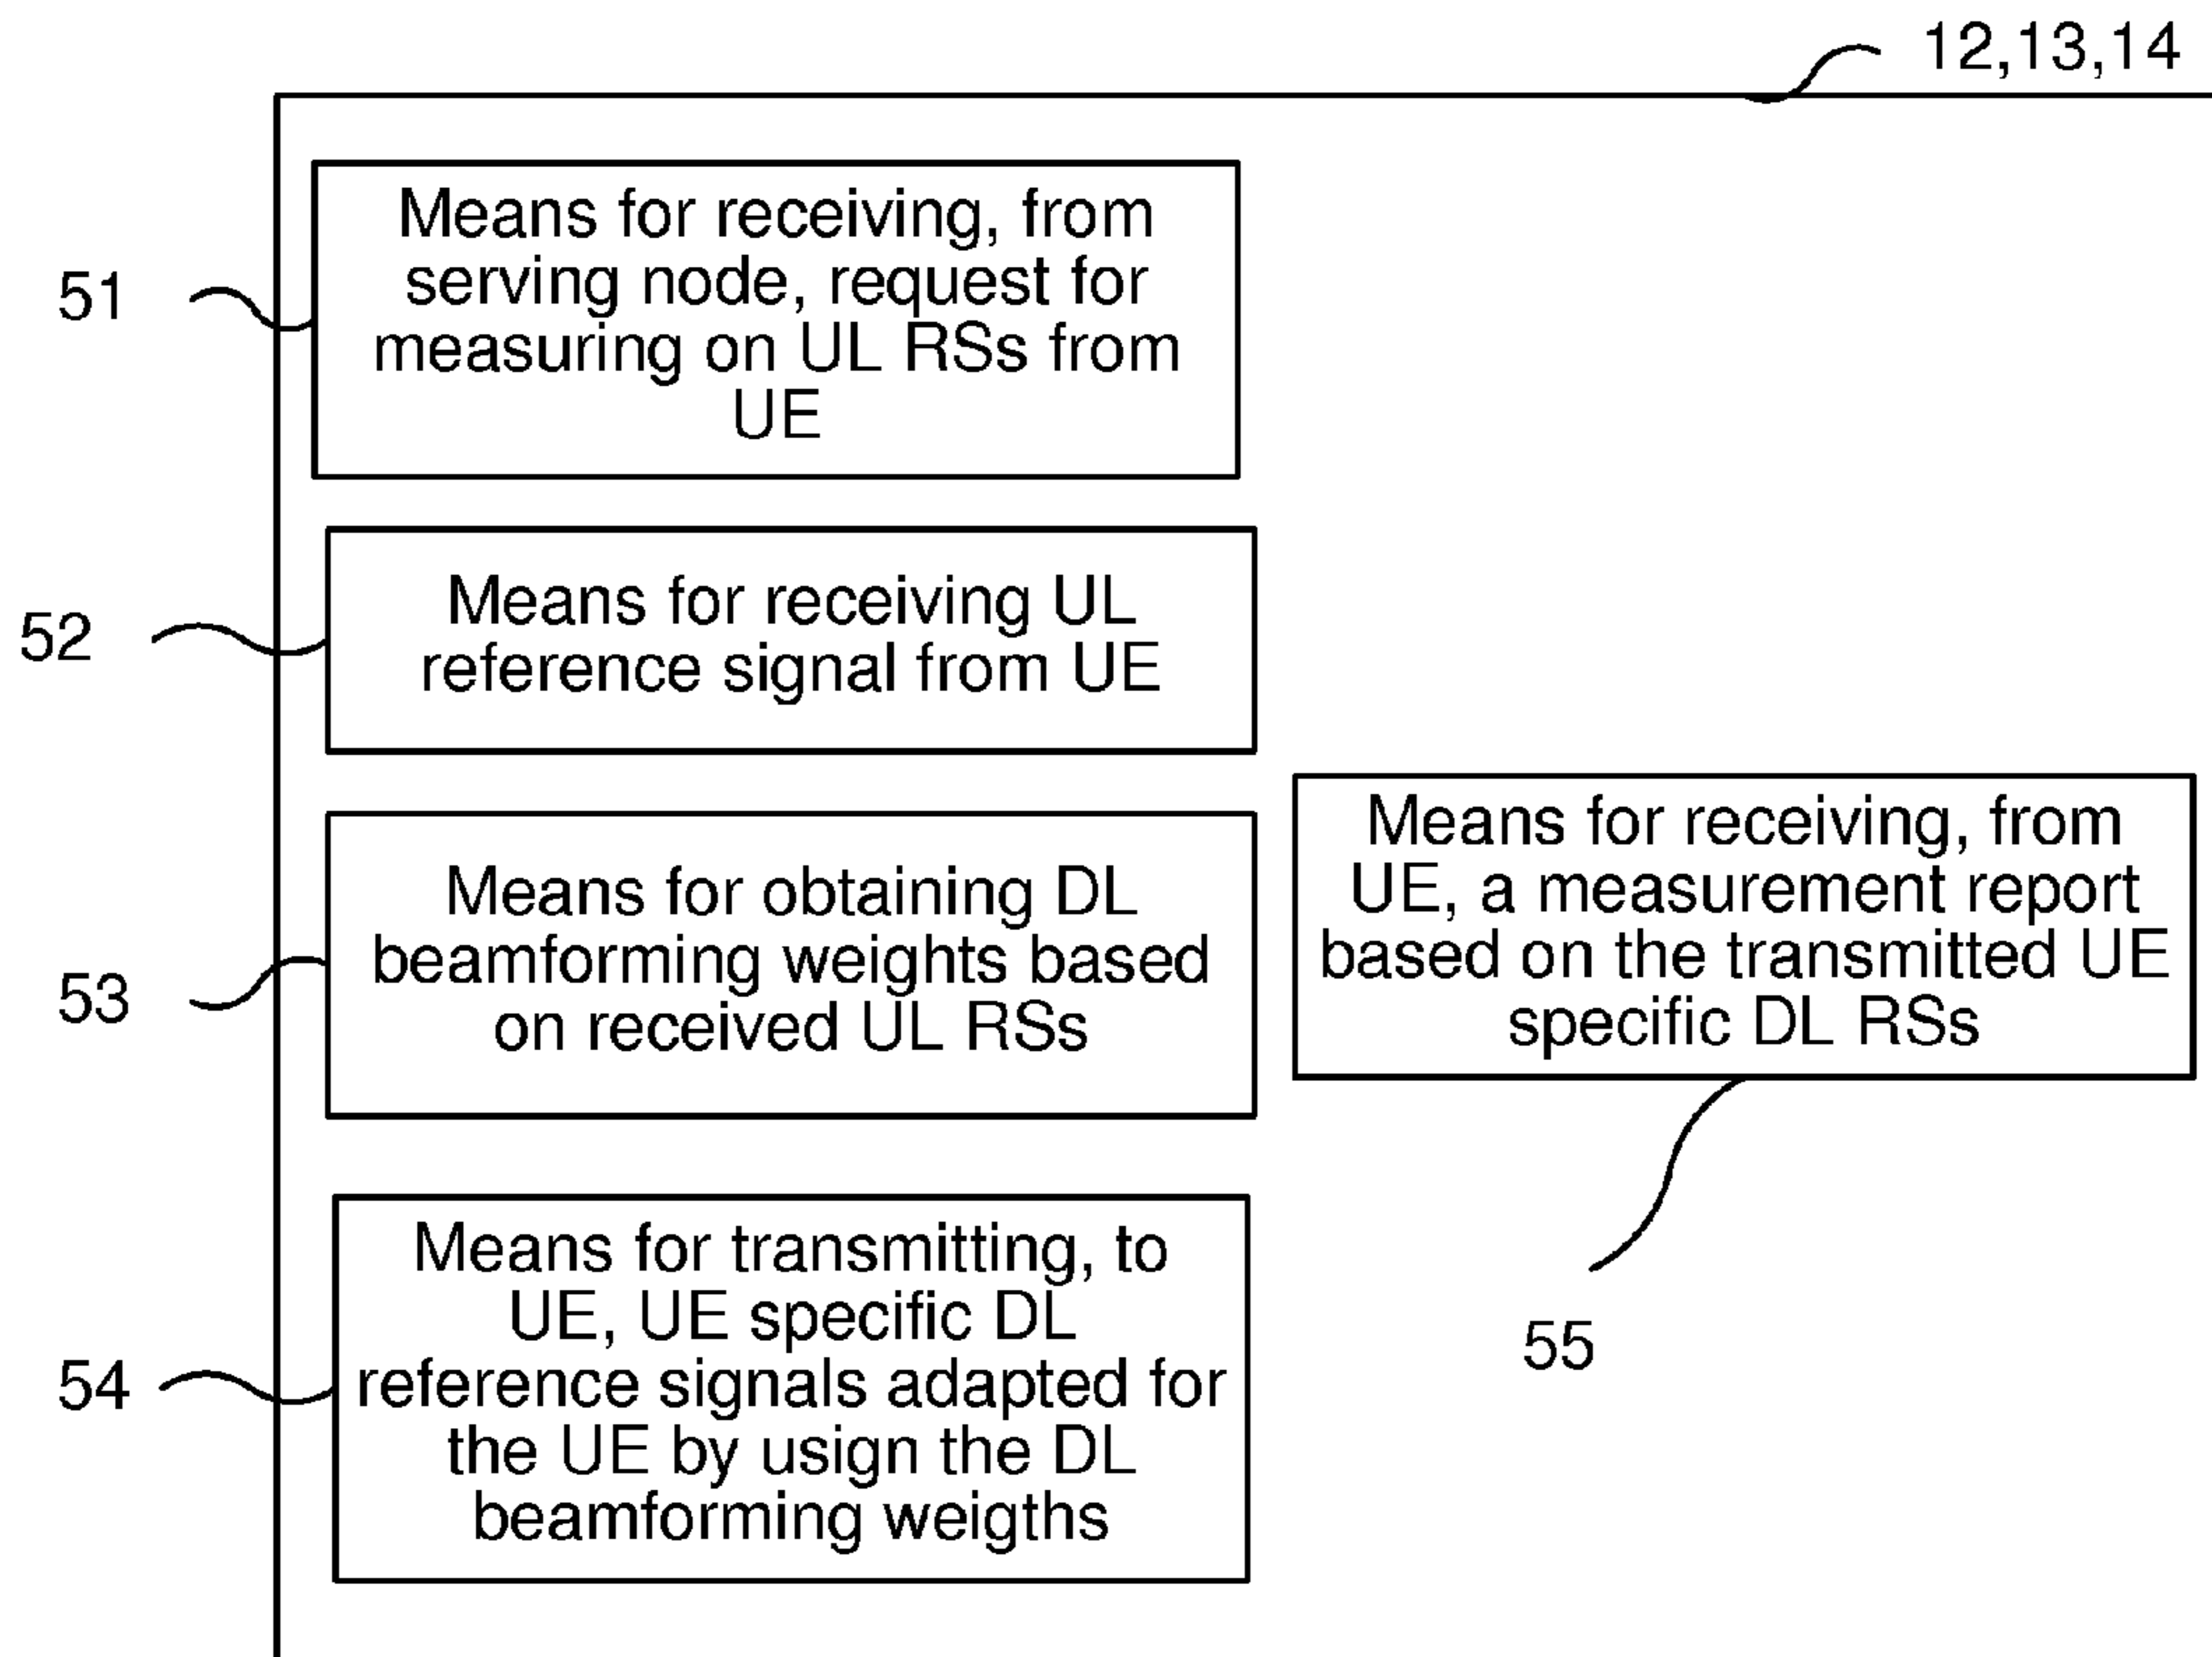 12,13,14
51
Means for receiving, from
serving node, request for
measuring on UL RSs from
UE
52
Means for receiving UL
reference signal from UE
53
Means for obtaining DL
beamforming weights based
on received UL RSs
Means for receiving, from
UE, a measurement report
based on the transmitted UE
specific DL RSs
55
54
Means for transmitting, to
UE, UE specific DL
reference signals adapted for
the UE by usign the DL
beamforming weigths